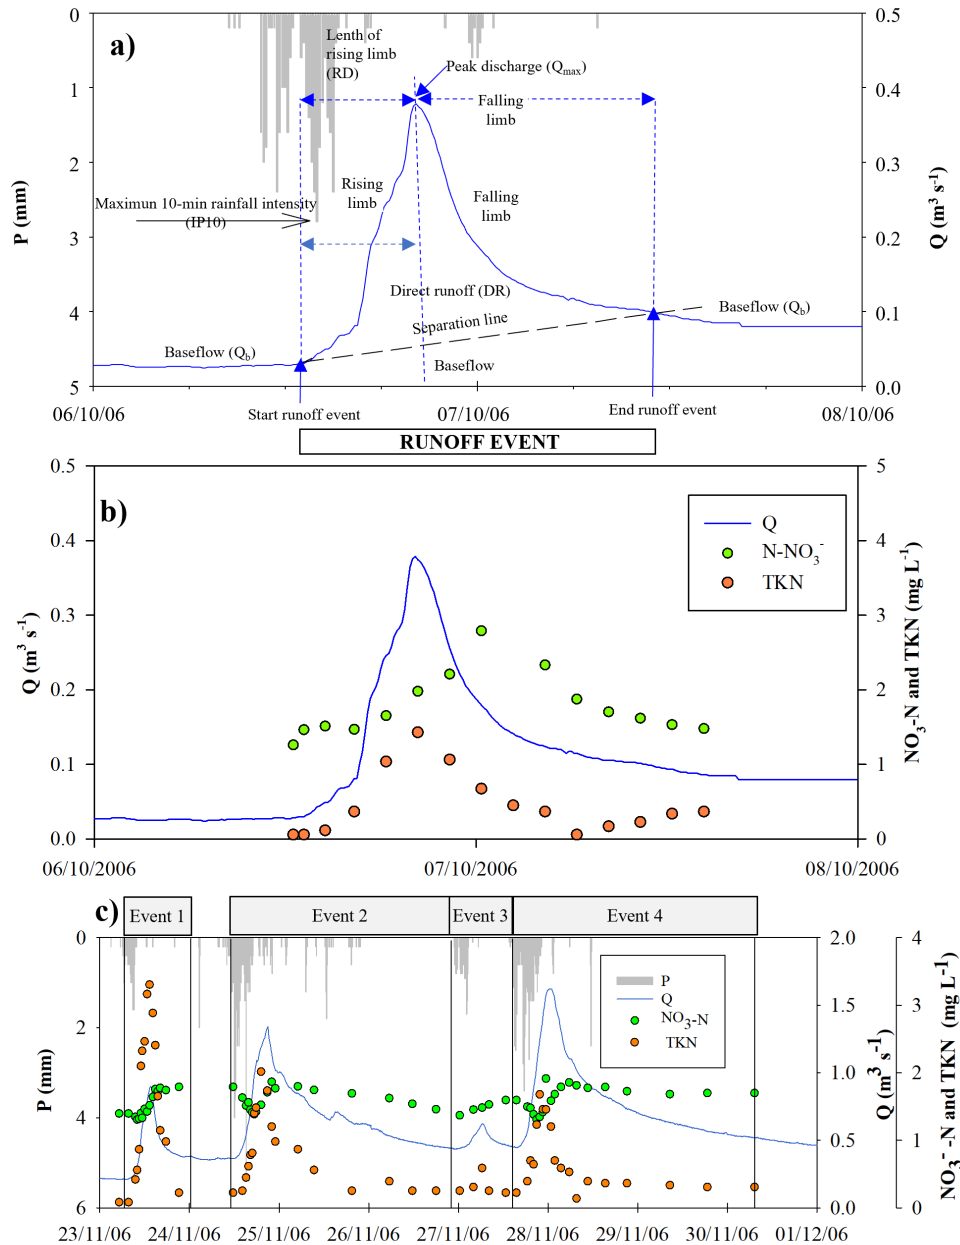 0
0.5
a)
Lenth of
rising limb
(RD)
Peak discharge (Qmax)
1
0.4
Falling
limb
2
0.3
Rising
limb
Falling
limb
Maximun 10-min rainfall intensity
(IP10)
P (mm)
Q (m³ s⁻¹)
3
0.2
Direct runoff (DR)
Separation line
Baseflow (Qb)
4
0.1
Baseflow (Qb)
Baseflow
5
0.0
06/10/06
Start runoff event
07/10/06
End runoff event
08/10/06
RUNOFF EVENT
0.5
5
b)
Q
N-NO3⁻
TKN
0.4
4
0.3
3
Q (m³ s⁻¹)
NO3-N and TKN (mg L⁻¹)
0.2
2
0.1
1
0.0
0
06/10/2006
07/10/2006
08/10/2006
c)
Event 1
Event 2
Event 3
Event 4
0
2.0
4
P
Q
NO3-N
TKN
1.5
3
2
P (mm)
1.0
2
Q (m³ s⁻¹)
NO3⁻ -N and TKN (mg L⁻¹)
4
0.5
1
6
0.0
0
23/11/06
24/11/06
25/11/06
26/11/06
27/11/06
28/11/06
29/11/06
30/11/06
01/12/06